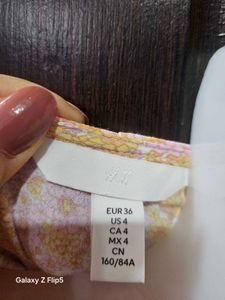 H&M
EUR 36
US 4
CA 4
MX 4
CN
160/84A
Galaxy Z Flip5